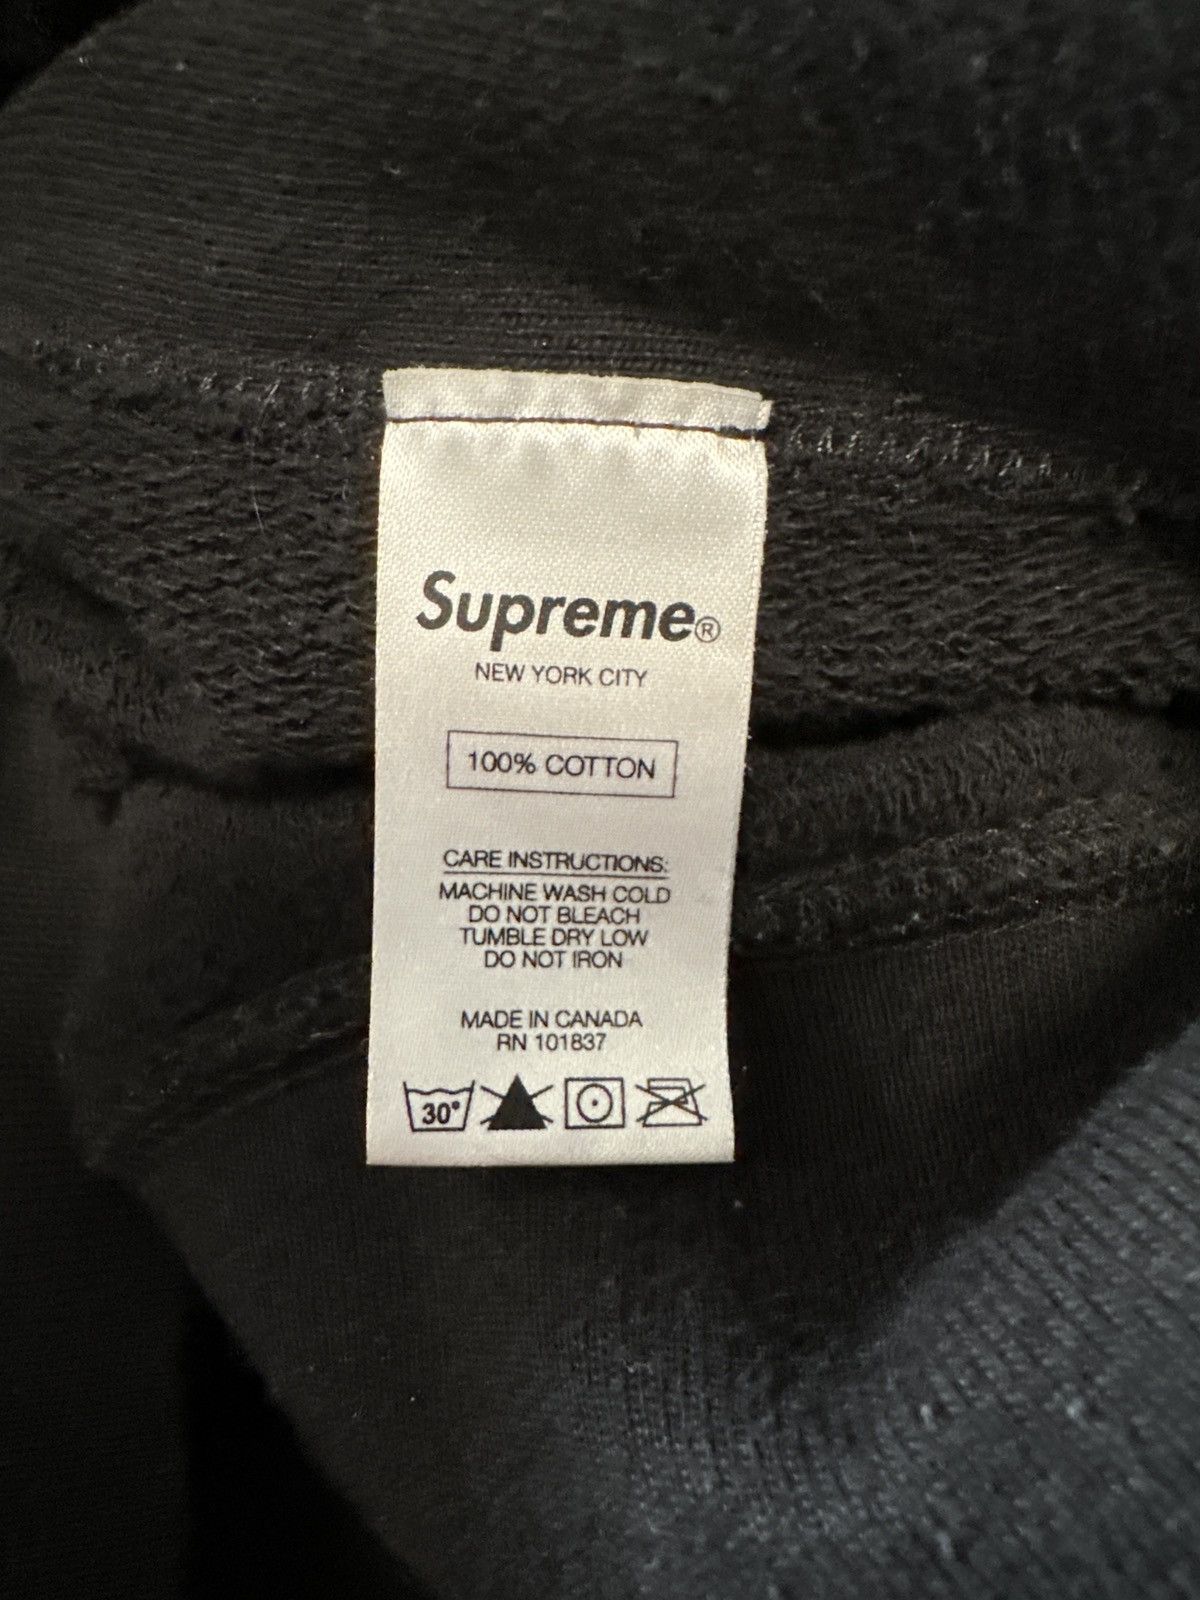 Supreme®
NEW YORK CITY
100% COTTON
CARE INSTRUCTIONS:
MACHINE WASH COLD
DO NOT BLEACH
TUMBLE DRY LOW
DO NOT IRON
MADE IN CANADA
RN 101837
30°